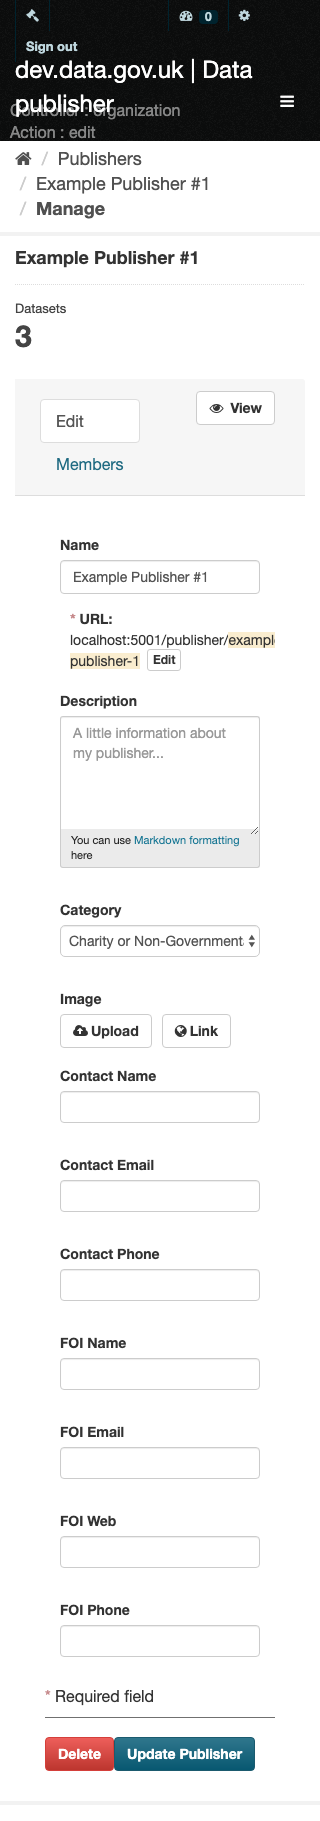 0
Sign out
dev.data.gov.uk | Data
publisher
Controller : organization
Action : edit
/ Publishers
/ Example Publisher #1
/ Manage
Example Publisher #1
Datasets
3
View
Edit
Members
Name
Example Publisher #1
* URL:
localhost:5001/publisher/exampl
publisher-1 Edit
Description
A little information about
my publisher...
You can use Markdown formatting
here
Category
Charity or Non-Government
Image
Upload Link
Contact Name
Contact Email
Contact Phone
FOI Name
FOI Email
FOI Web
FOI Phone
* Required field
Delete Update Publisher